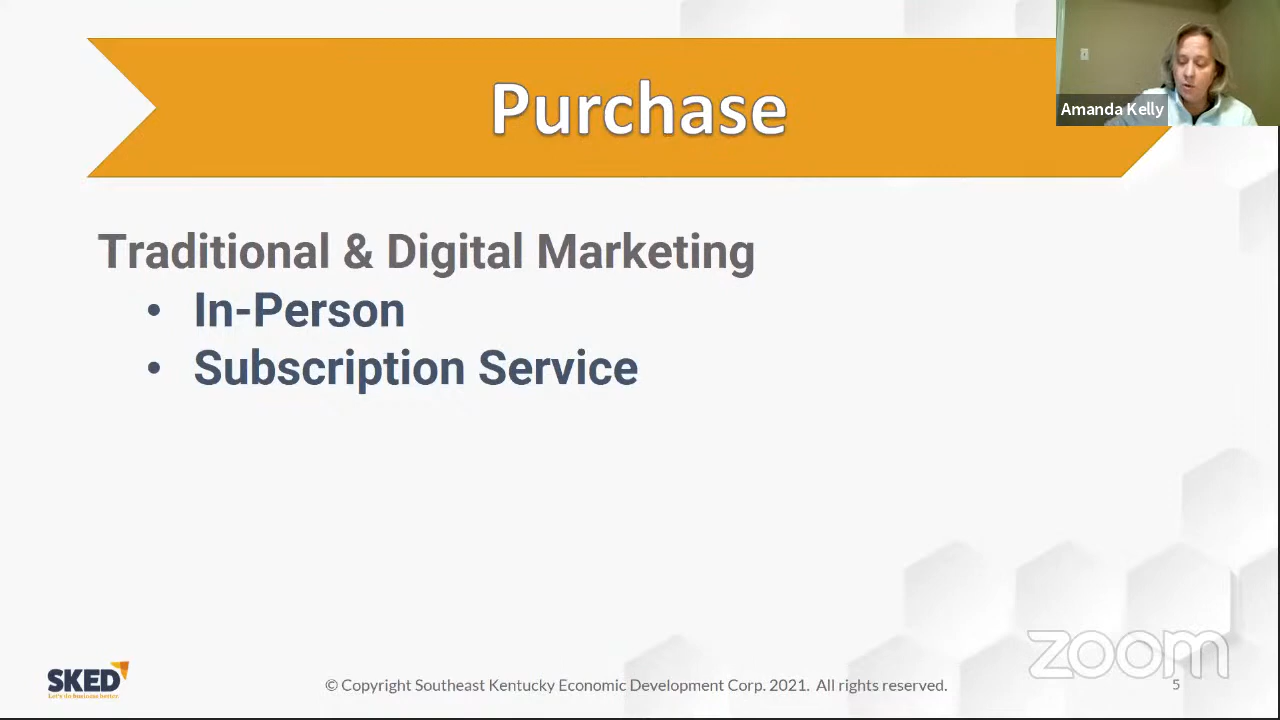 Purchase
Amanda Kelly
Traditional & Digital Marketing
• In-Person
• Subscription Service
zoom
SKED
Let's do business better.
© Copyright Southeast Kentucky Economic Development Corp. 2021. All rights reserved.
5